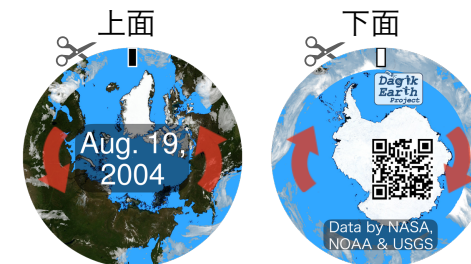 上面
下面
Aug. 19,
2004
Dagik
Earth
Project
Data by NASA,
NOAA & USGS